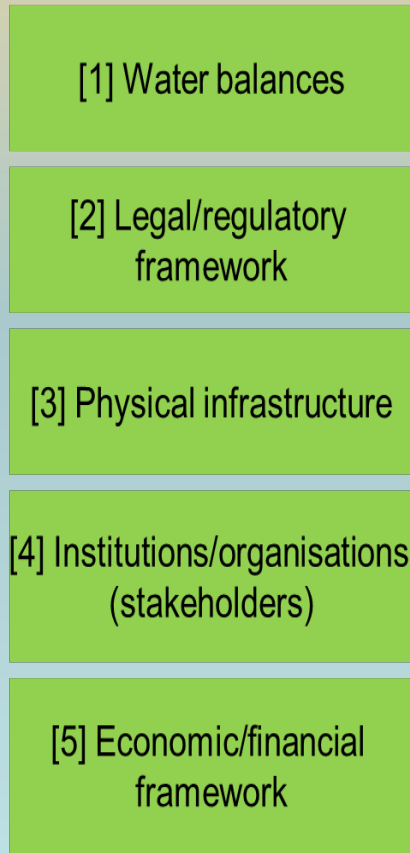 [1] Water balances
[2] Legal/regulatory
framework
[3] Physical infrastructure
[4] Institutions/organisations
(stakeholders)
[5] Economic/financial
framework